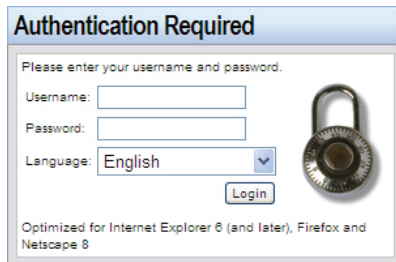 Authentication Required
Please enter your username and password.
Username:
Password:
Language: English
Login
Optimized for Internet Explorer 6 (and later), Firefox and
Netscape 8